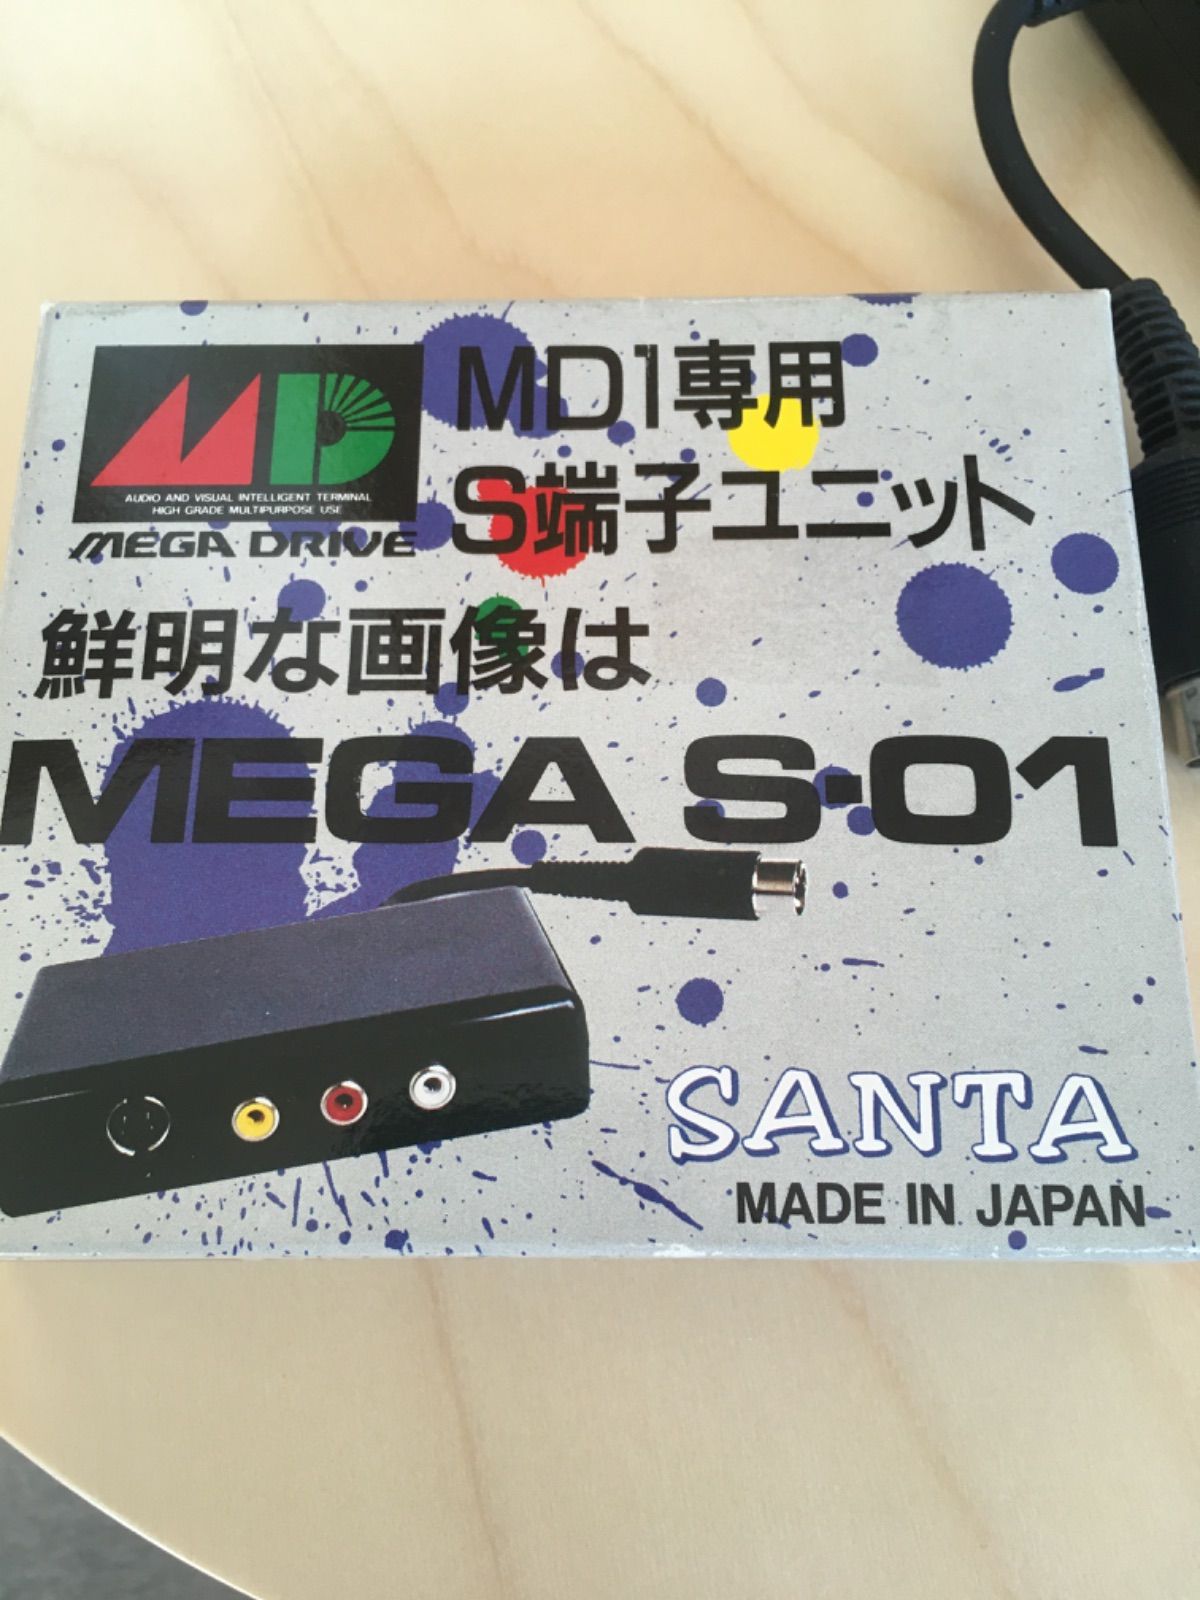 MD
AUDIO AND VISUAL INTELLIGENT TERMINAL
HIGH GRADE MULTIPURPOSE USE
MEGA DRIVE
MD1専用
S端子ユニット
鮮明な画像は
MEGA S-01
SANTA
MADE IN JAPAN